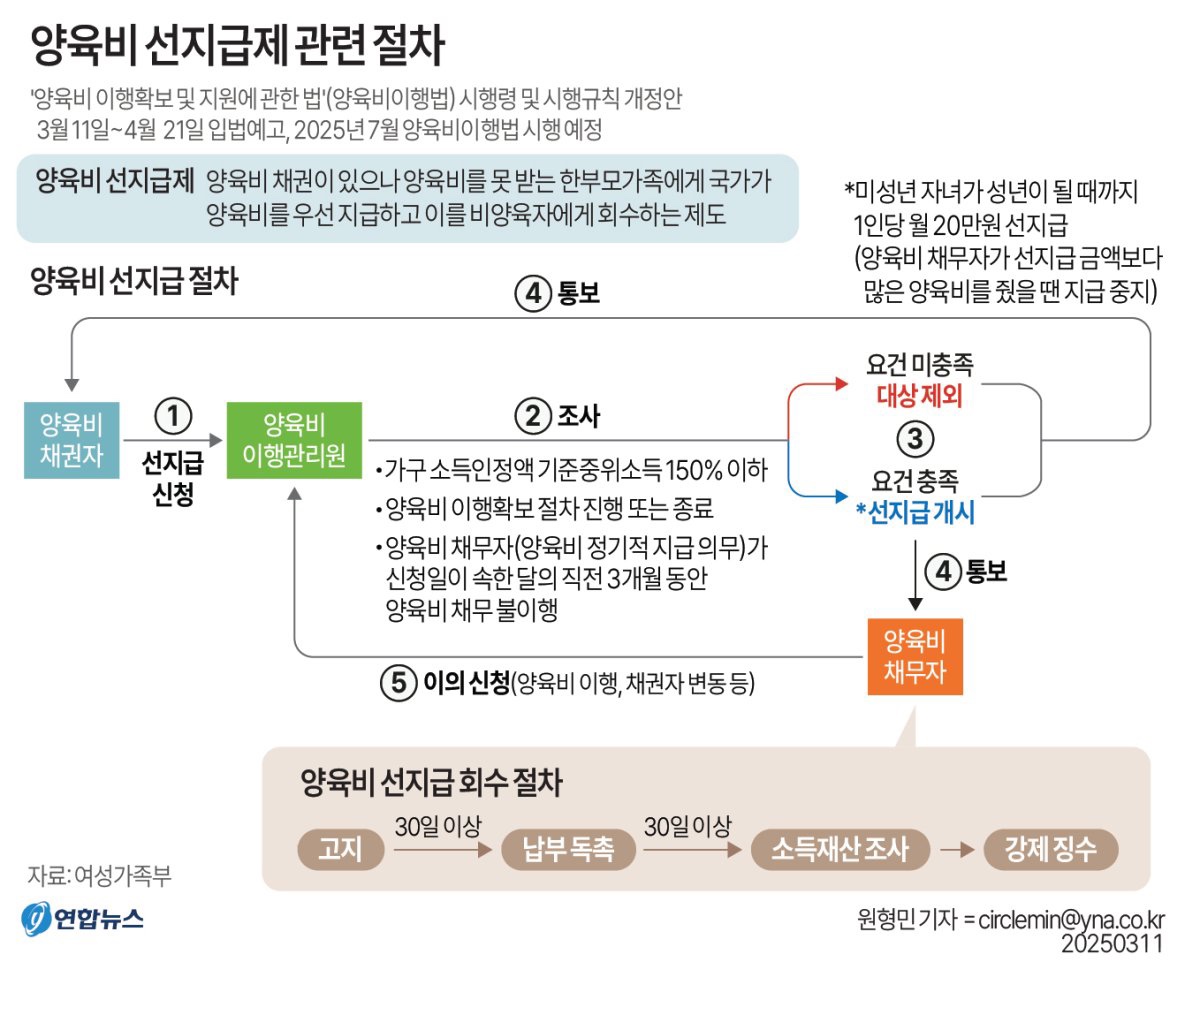 양육비 선지급제 관련 절차
'양육비 이행확보 및 지원에 관한 법'(양육비이행법) 시행령 및 시행규칙 개정안
3월 11일~4월 21일 입법예고, 2025년 7월 양육비이행법 시행 예정
양육비 선지급제 양육비 채권이 있으나 양육비를 못 받는 한부모가족에게 국가가
양육비를 우선 지급하고 이를 비양육자에게 회수하는 제도
*미성년 자녀가 성년이 될 때까지
1인당 월 20만원 선지급
(양육비 채무자가 선지급 금액보다
많은 양육비를 줬을 땐 지급 중지)
양육비 선지급 절차
④ 통보
양육비
채권자
①
선지급
신청
양육비
이행관리원
② 조사
•가구 소득인정액 기준중위소득 150% 이하
•양육비 이행확보 절차 진행 또는 종료
•양육비 채무자(양육비 정기적 지급 의무)가
신청일이 속한 달의 직전 3개월 동안
양육비 채무 불이행
요건 미충족
대상 제외
③
요건 충족
*선지급 개시
④ 통보
양육비
채무자
⑤ 이의 신청(양육비 이행, 채권자 변동 등)
양육비 선지급 회수 절차
고지
30일 이상
납부 독촉
30일 이상
소득재산 조사
강제 징수
자료: 여성가족부
y 연합뉴스
원형민 기자 = circlemin@yna.co.kr
20250311